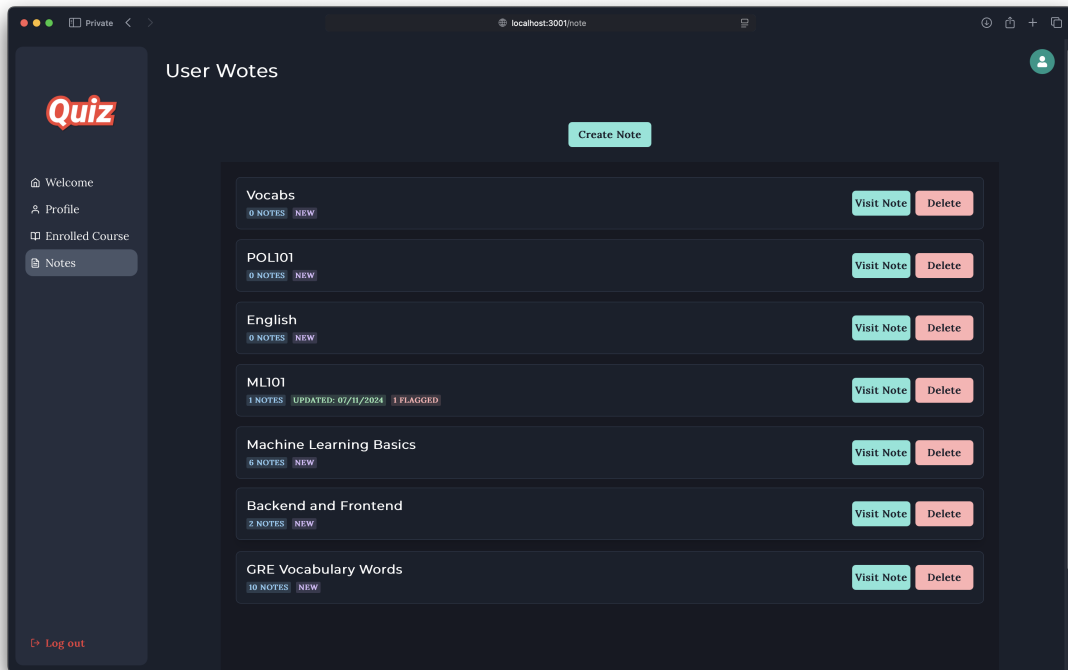 Private
localhost:3001/note
User Wotes
Quiz
Create Note
Welcome
Profile
Enrolled Course
Notes
Vocabs
0 NOTES NEW
Visit Note Delete
POL101
0 NOTES NEW
Visit Note Delete
English
0 NOTES NEW
Visit Note Delete
ML101
1 NOTES UPDATED: 07/11/2024 1 FLAGGED
Visit Note Delete
Machine Learning Basics
6 NOTES NEW
Visit Note Delete
Backend and Frontend
2 NOTES NEW
Visit Note Delete
GRE Vocabulary Words
10 NOTES NEW
Visit Note Delete
Log out